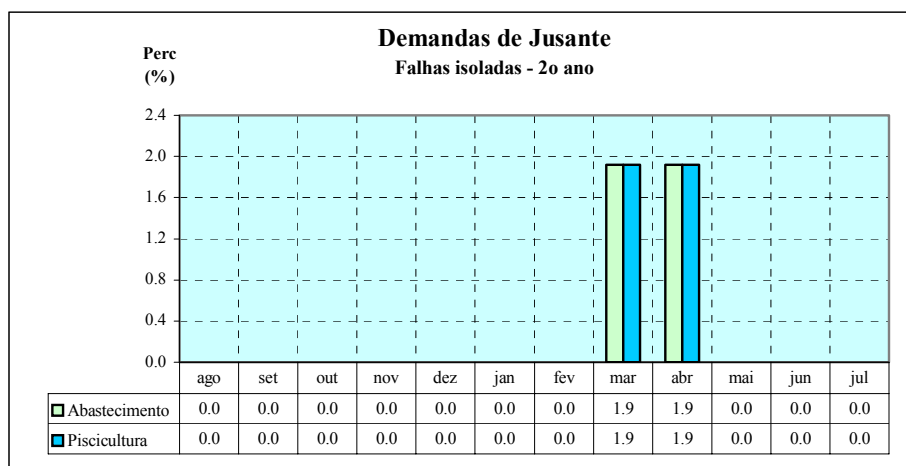 Demandas de Jusante
Falhas isoladas - 2o ano
Perc
(%)
2.4
2.0
1.6
1.2
0.8
0.4
0.0
ago set out nov dez jan fev mar abr mai jun jul
Abastecimento 0.0 0.0 0.0 0.0 0.0 0.0 0.0 1.9 1.9 0.0 0.0 0.0
Piscicultura 0.0 0.0 0.0 0.0 0.0 0.0 0.0 1.9 1.9 0.0 0.0 0.0